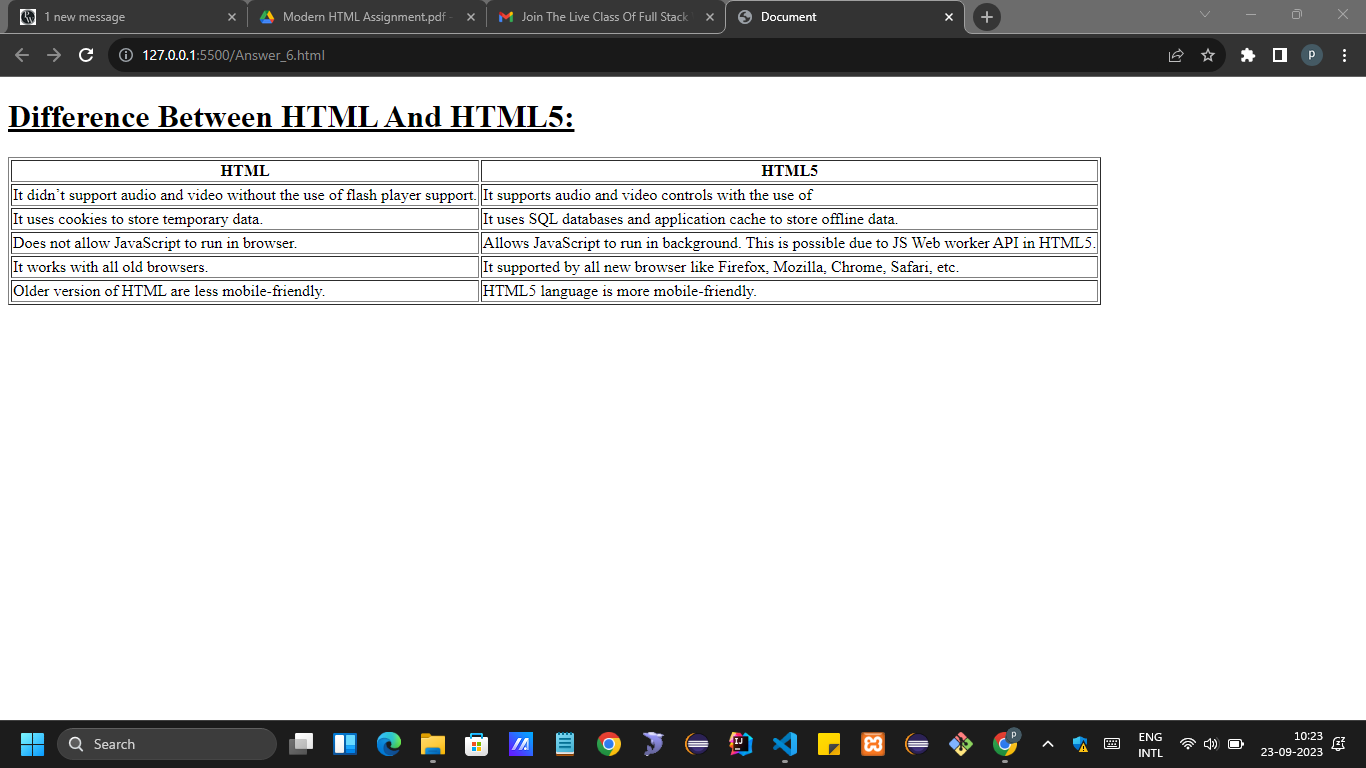 1 new message
Modern HTML Assignment.pdf
Join The Live Class Of Full Stack
Document
127.0.0.1:5500/Answer_6.html
p
Difference Between HTML And HTML5:
HTML HTML5
It didn’t support audio and video without the use of flash player support. It supports audio and video controls with the use of
It uses cookies to store temporary data. It uses SQL databases and application cache to store offline data.
Does not allow JavaScript to run in browser. Allows JavaScript to run in background. This is possible due to JS Web worker API in HTML5.
It works with all old browsers. It supported by all new browser like Firefox, Mozilla, Chrome, Safari, etc.
Older version of HTML are less mobile-friendly. HTML5 language is more mobile-friendly.
Search
p
ENG
INTL
10:23
23-09-2023